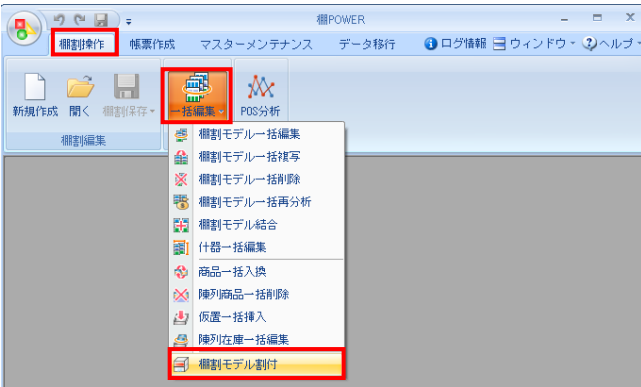 棚POWER
棚割操作 帳票作成 マスターメンテナンス データ移行 ログ情報 ウィンドウ ヘルプ
新規作成 開く 棚割保存 一括編集 POS分析
棚割編集
棚割モデル一括編集
棚割モデル一括複写
棚割モデル一括削除
棚割モデル一括再分析
棚割モデル結合
什器一括編集
商品一括入換
陳列商品一括削除
仮置一括挿入
陳列在庫一括編集
棚割モデル割付